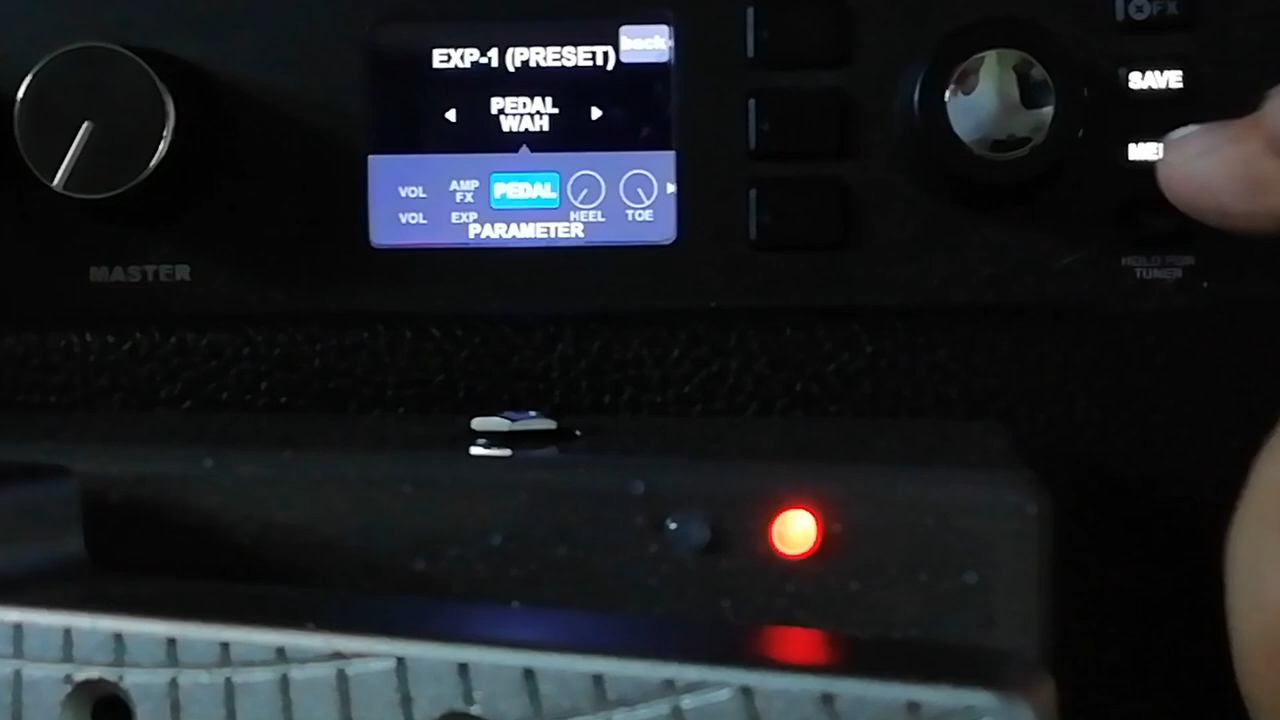 EXP-1 (PRESET)
back
PEDAL
WAH
VOL
AMP
FX
PEDAL
VOL
EXP
HEEL
TOE
PARAMETER
MASTER
FX
SAVE
HOLD FOR
TUNER